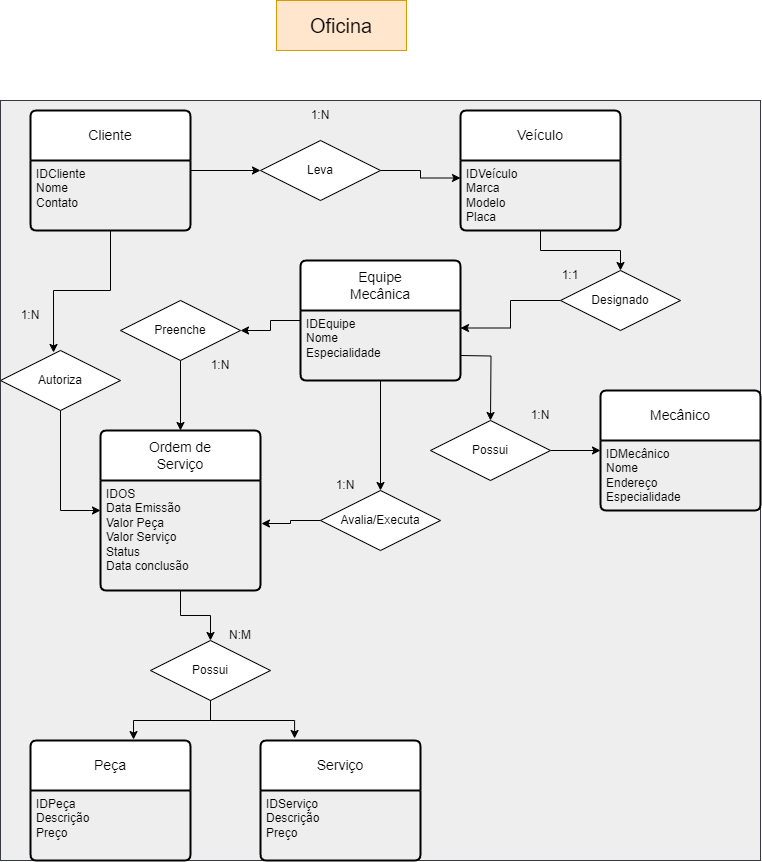 Oficina
1:N
Cliente
IDCliente
Nome
Contato
Leva
Veículo
IDVeículo
Marca
Modelo
Placa
1:1
Designado
Equipe
Mecânica
IDEquipe
Nome
Especialidade
1:N
Autoriza
Preenche
1:N
Possui
1:N
Mecânico
IDMecânico
Nome
Endereço
Especialidade
Ordem de
Serviço
IDOS
Data Emissão
Valor Peça
Valor Serviço
Status
Data conclusão
1:N
Avalia/Executa
N:M
Possui
Peça
IDPeça
Descrição
Preço
Serviço
IDServiço
Descrição
Preço